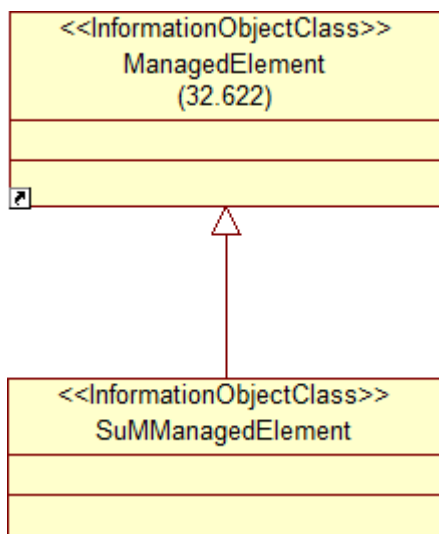 <<InformationObjectClass>>
ManagedElement
(32.622)
<<InformationObjectClass>>
SuMManagedElement